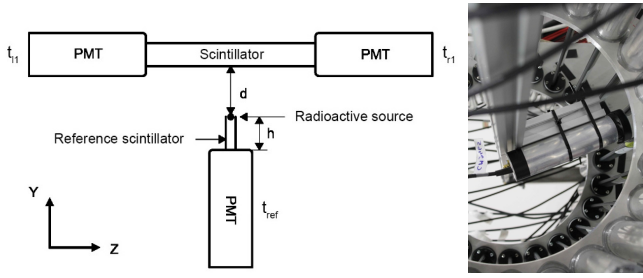 t_l1 PMT Scintillator PMT t_r1
d
Radioactive source
Reference scintillator
h
PMT
t_ref
Y
Z